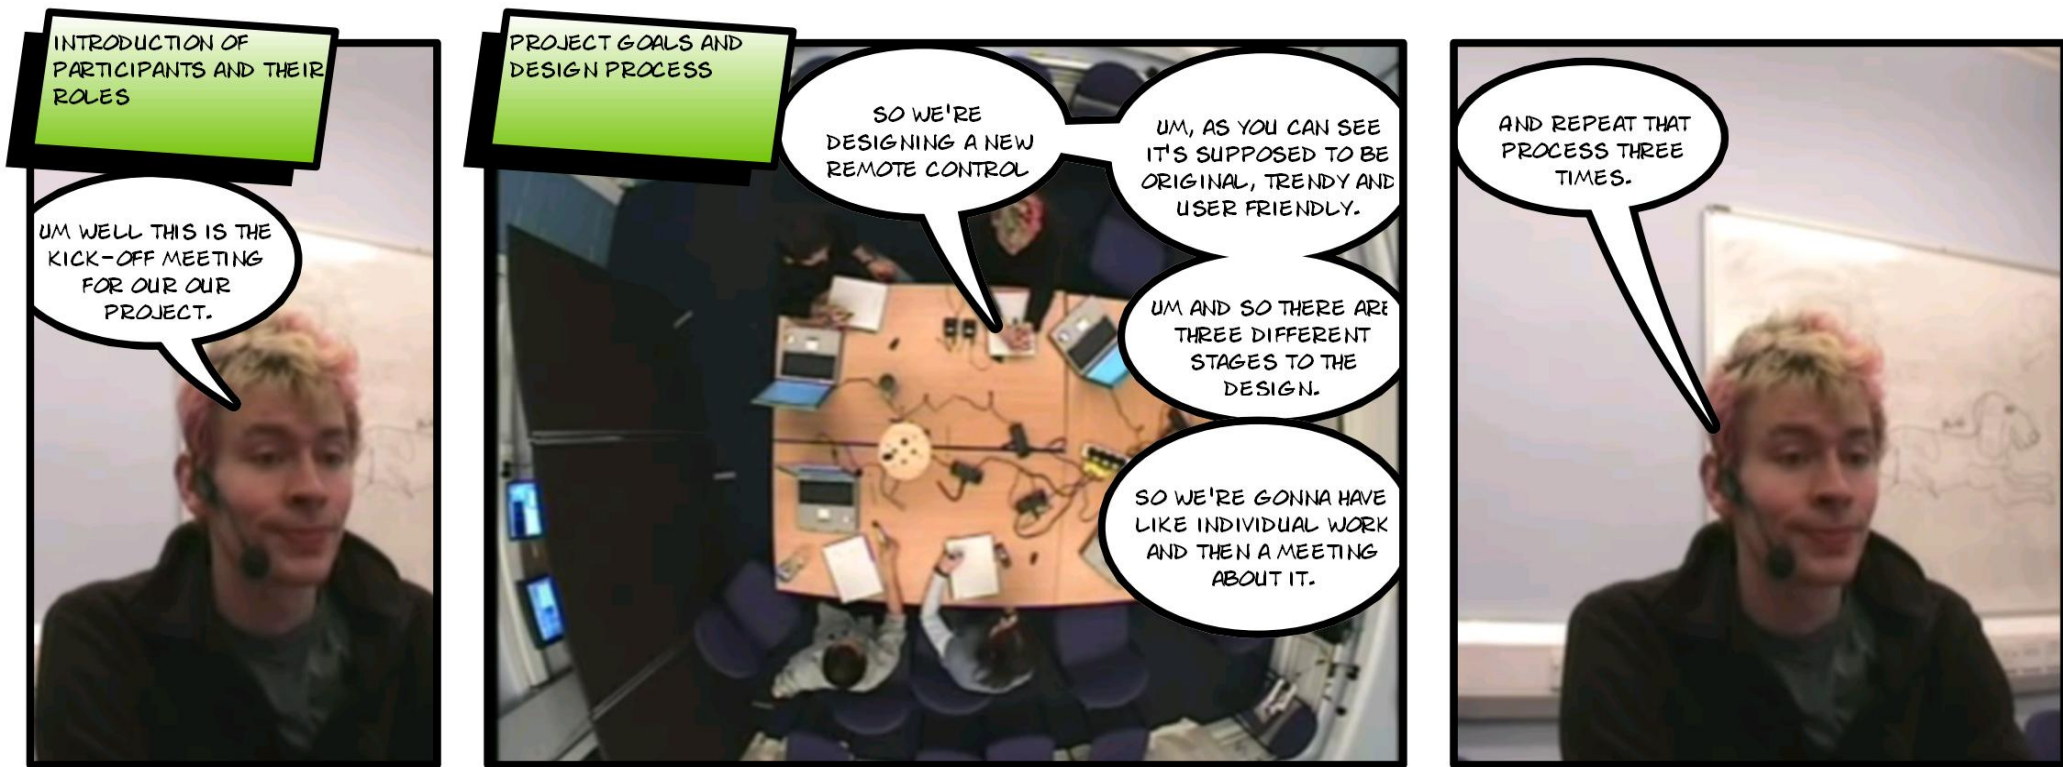 INTRODUCTION OF
PARTICIPANTS AND THEIR
ROLES
UM WELL THIS IS THE
KICK-OFF MEETING
FOR OUR OUR
PROJECT.
PROJECT GOALS AND
DESIGN PROCESS
SO WE'RE
DESIGNING A NEW
REMOTE CONTROL
UM, AS YOU CAN SEE
IT'S SUPPOSED TO BE
ORIGINAL, TRENDY AND
USER FRIENDLY.
UM AND SO THERE ARE
THREE DIFFERENT
STAGES TO THE
DESIGN.
SO WE'RE GONNA HAVE
LIKE INDIVIDUAL WORK
AND THEN A MEETING
ABOUT IT.
AND REPEAT THAT
PROCESS THREE
TIMES.